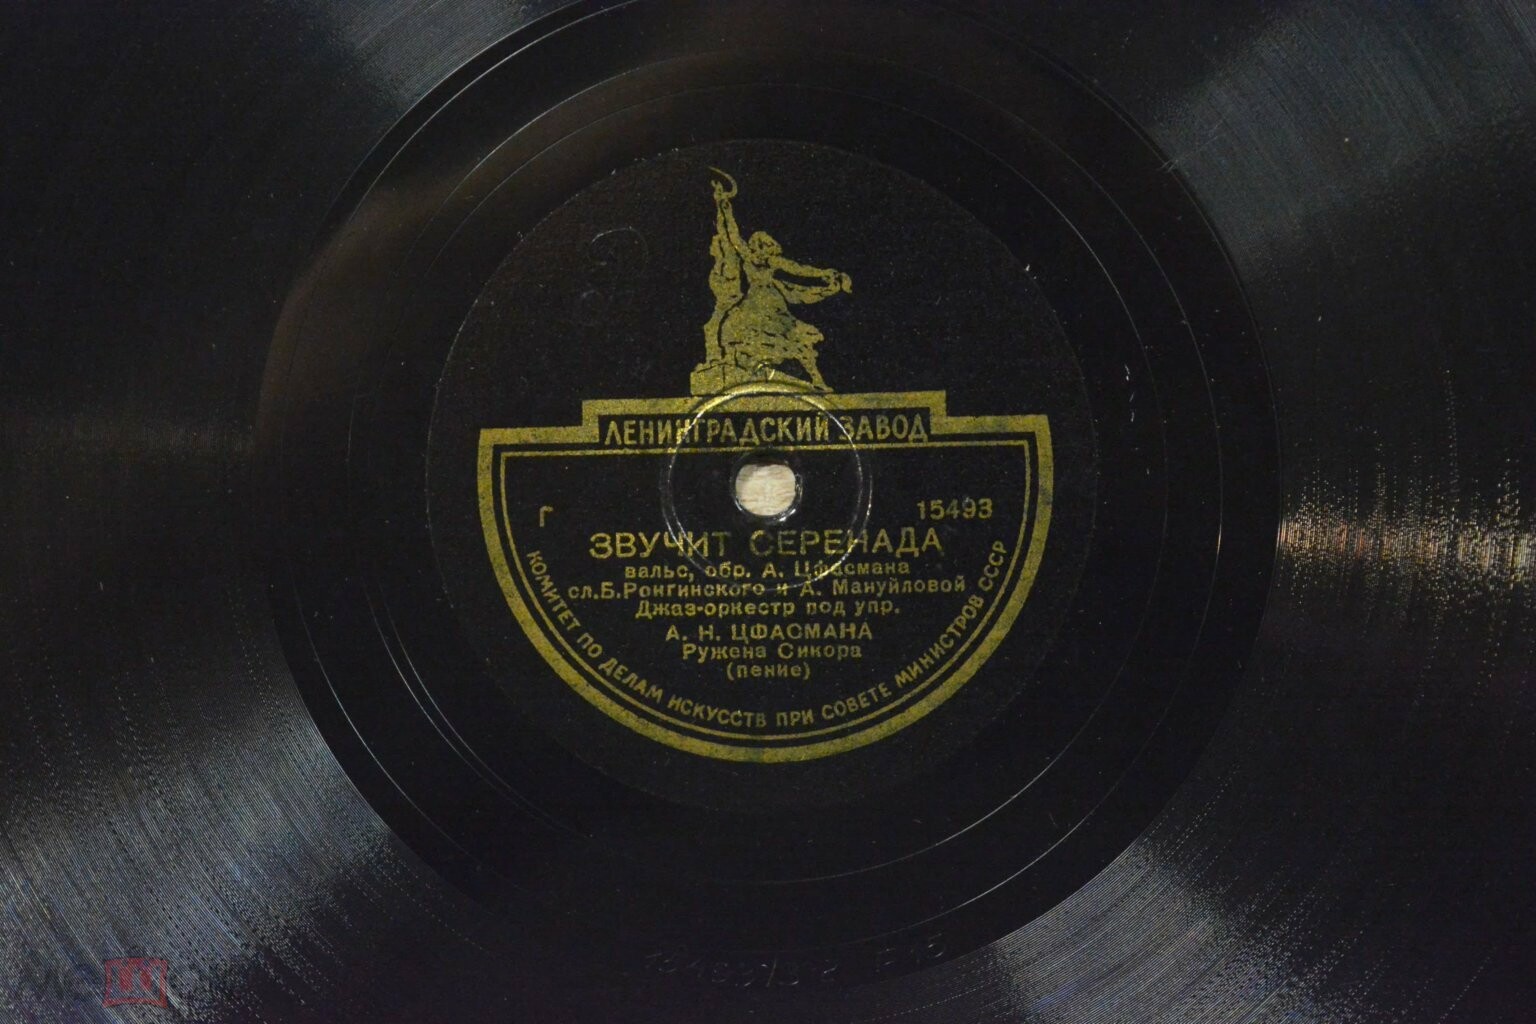 ЛЕНИНГРАДСКИЙ ЗАВОД
Г 15493
ЗВУЧИТ СЕРЕНАДА
вальс, обр. А. Цфасмана
сл.Б.Ронгинского и А. Мануйловой
Джаз-оркестр под упр.
А. Н. ЦФАСМАНА
Ружена Сикора
(пение)
КОМИТЕТ ПО ДЕЛАМ ИСКУССТВ ПРИ СОВЕТЕ МИНИСТРОВ СССР